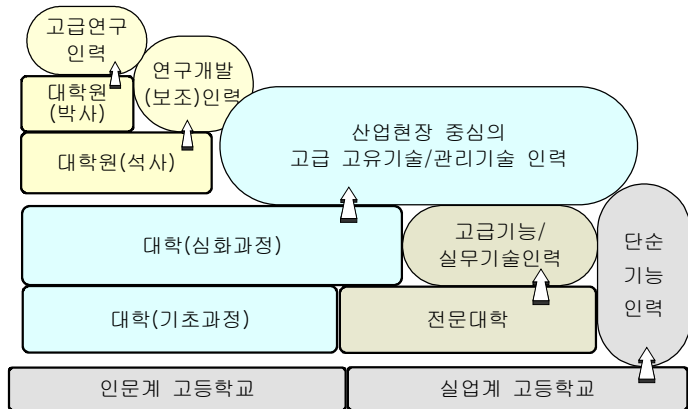 고급연구
인력
연구개발
(보조)인력
대학원
(박사)
산업현장 중심의
고급 고유기술/관리기술 인력
대학원(석사)
대학(심화과정)
고급기능/
실무기술인력
단순
기능
인력
대학(기초과정)
전문대학
인문계 고등학교
실업계 고등학교